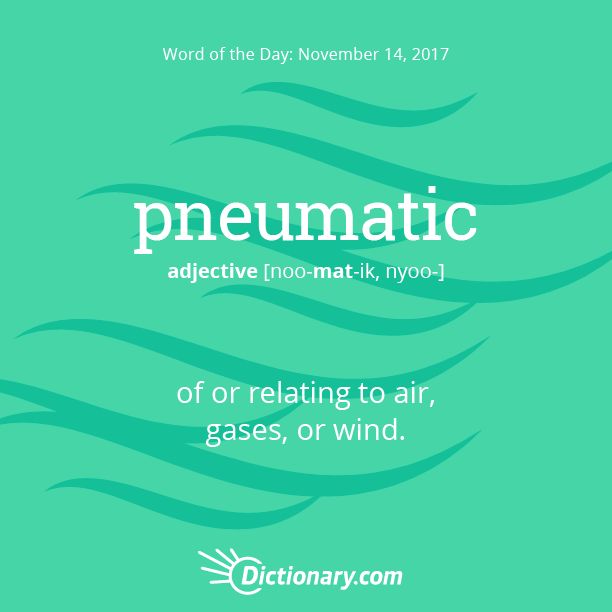 Word of the Day: November 14, 2017
pneumatic
adjective [noo-mat-ik, nyoo-]
of or relating to air,
gases, or wind.
Dictionary.com